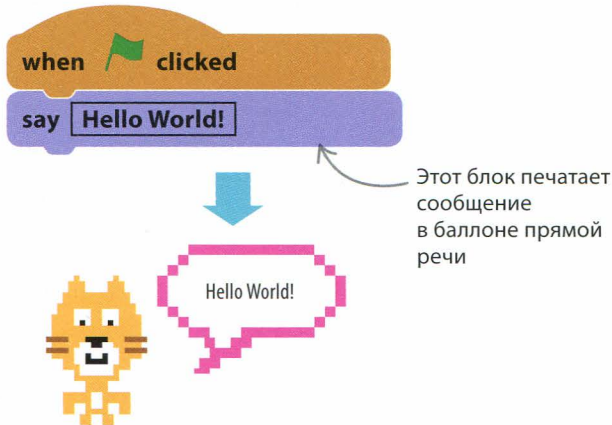 when clicked
say Hello World!
Этот блок печатает
сообщение
в баллоне прямой
речи
Hello World!